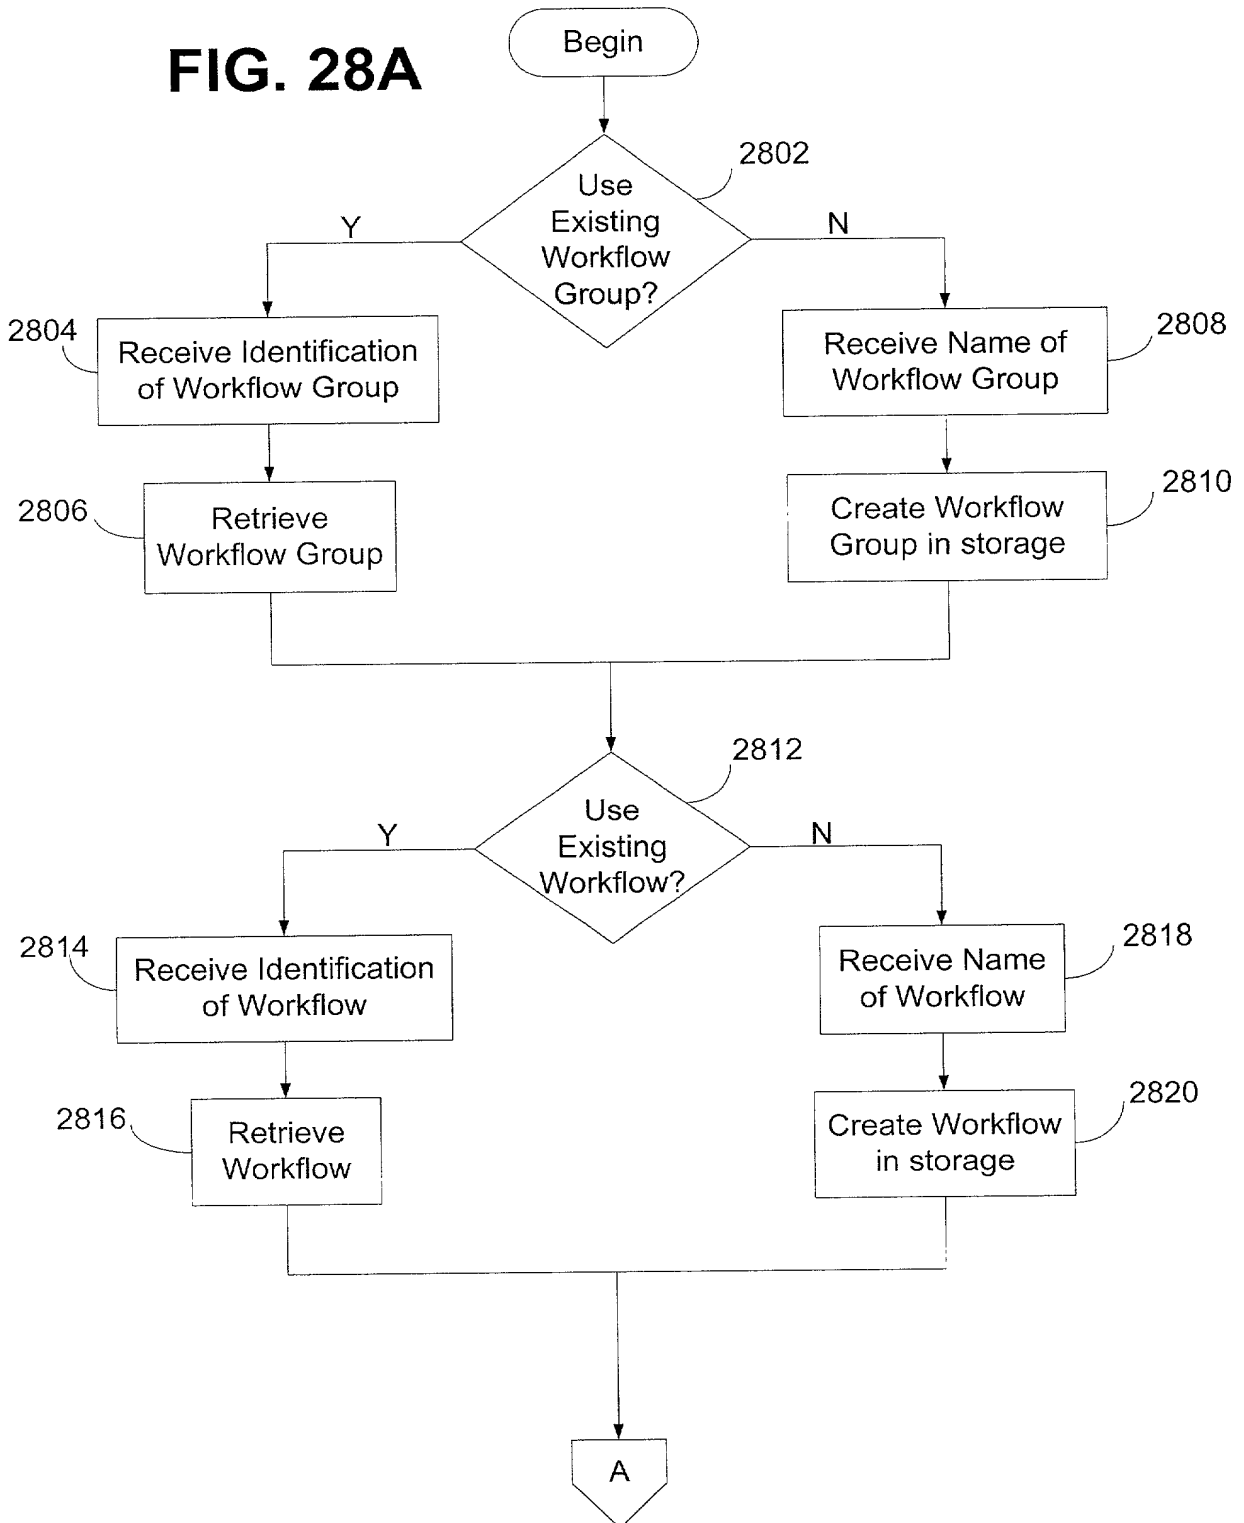 FIG. 28A
Begin
2802
Use
Existing
Workflow
Group?
Y
N
2804
Receive Identification
of Workflow Group
2808
Receive Name of
Workflow Group
2806
Retrieve
Workflow Group
2810
Create Workflow
Group in storage
2812
Use
Existing
Workflow?
Y
N
2814
Receive Identification
of Workflow
2818
Receive Name
of Workflow
2816
Retrieve
Workflow
2820
Create Workflow
in storage
A